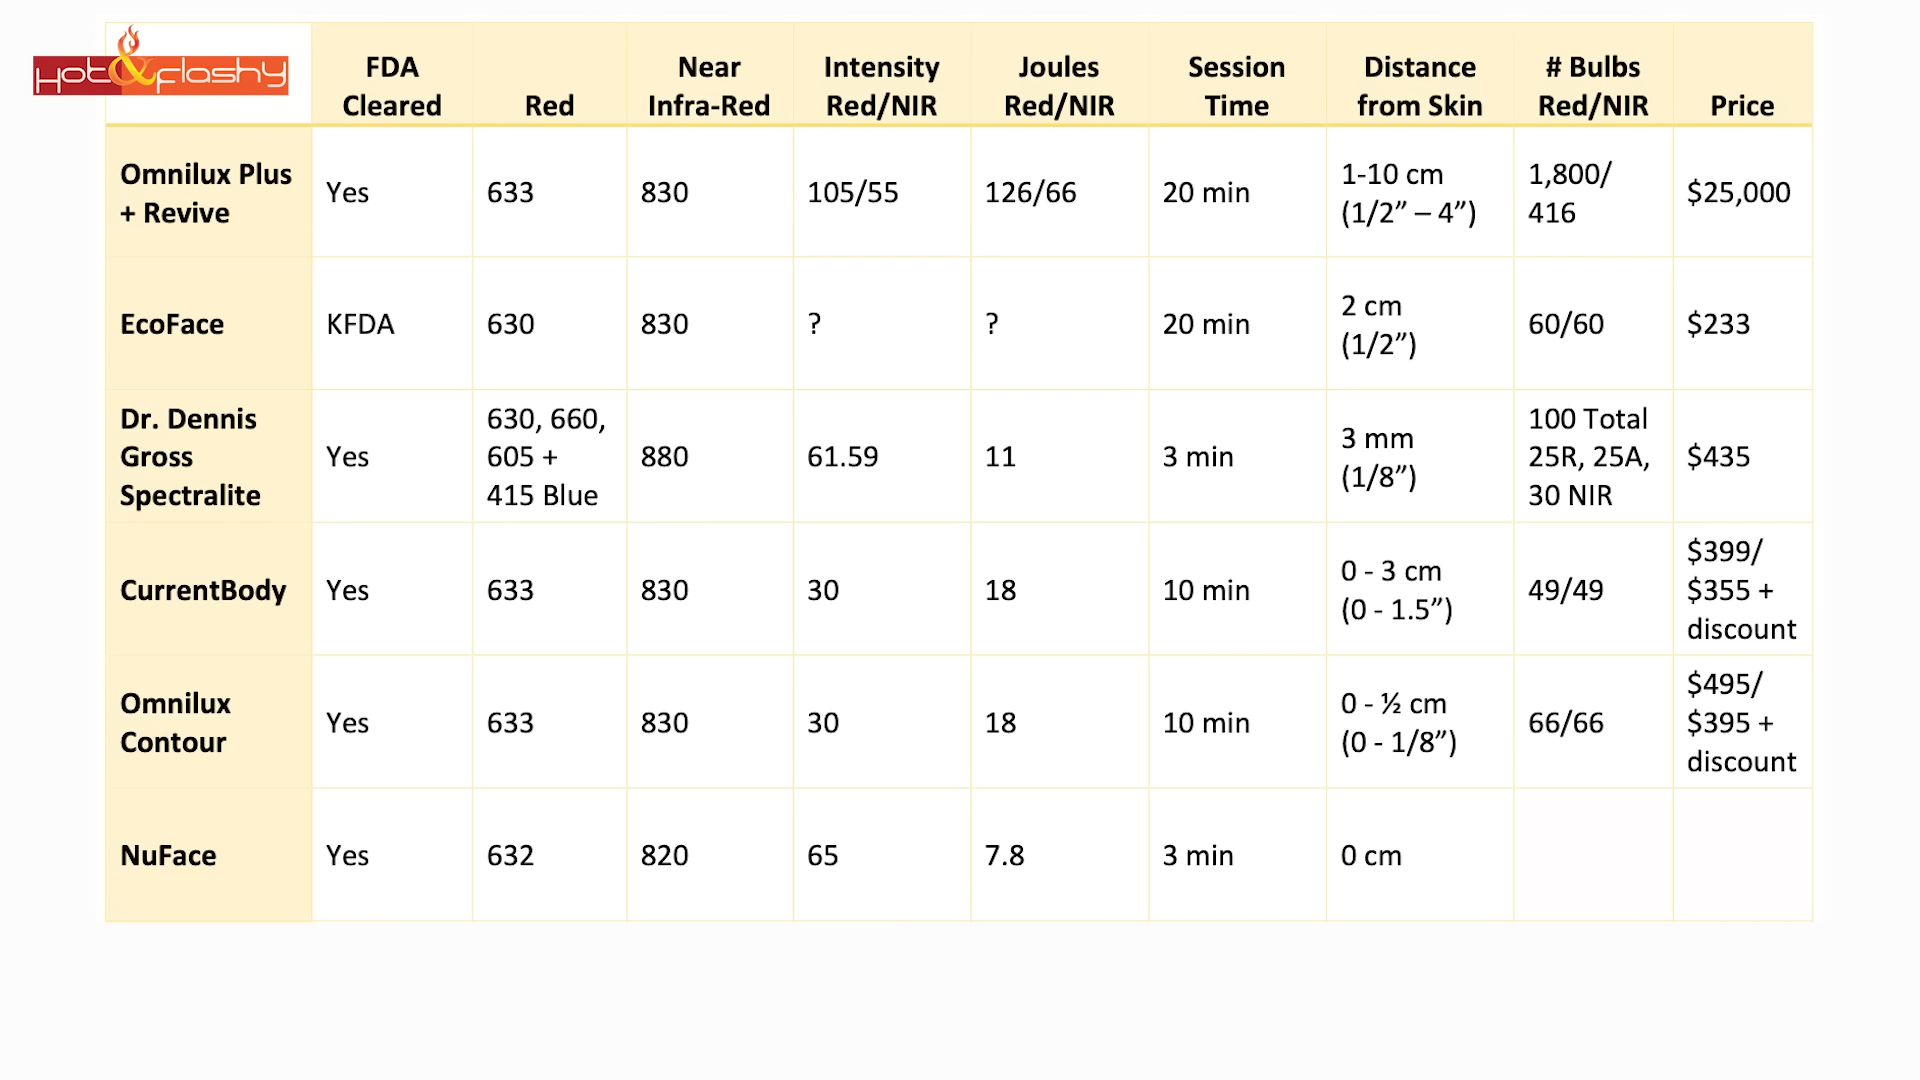 Hot&flashy
FDA Cleared
Red
Near Infra-Red
Intensity Red/NIR
Joules Red/NIR
Session Time
Distance from Skin
# Bulbs Red/NIR
Price
Omnilux Plus + Revive
Yes
633
830
105/55
126/66
20 min
1-10 cm
(1/2” – 4”)
1,800/
416
$25,000
EcoFace
KFDA
630
830
?
?
20 min
2 cm
(1/2”)
60/60
$233
Dr. Dennis
Gross
Spectralite
Yes
630, 660,
605 +
415 Blue
880
61.59
11
3 min
3 mm
(1/8”)
100 Total
25R, 25A,
30 NIR
$435
CurrentBody
Yes
633
830
30
18
10 min
0 - 3 cm
(0 - 1.5”)
49/49
$399/
$355 +
discount
Omnilux
Contour
Yes
633
830
30
18
10 min
0 - ½ cm
(0 - 1/8”)
66/66
$495/
$395 +
discount
NuFace
Yes
632
820
65
7.8
3 min
0 cm